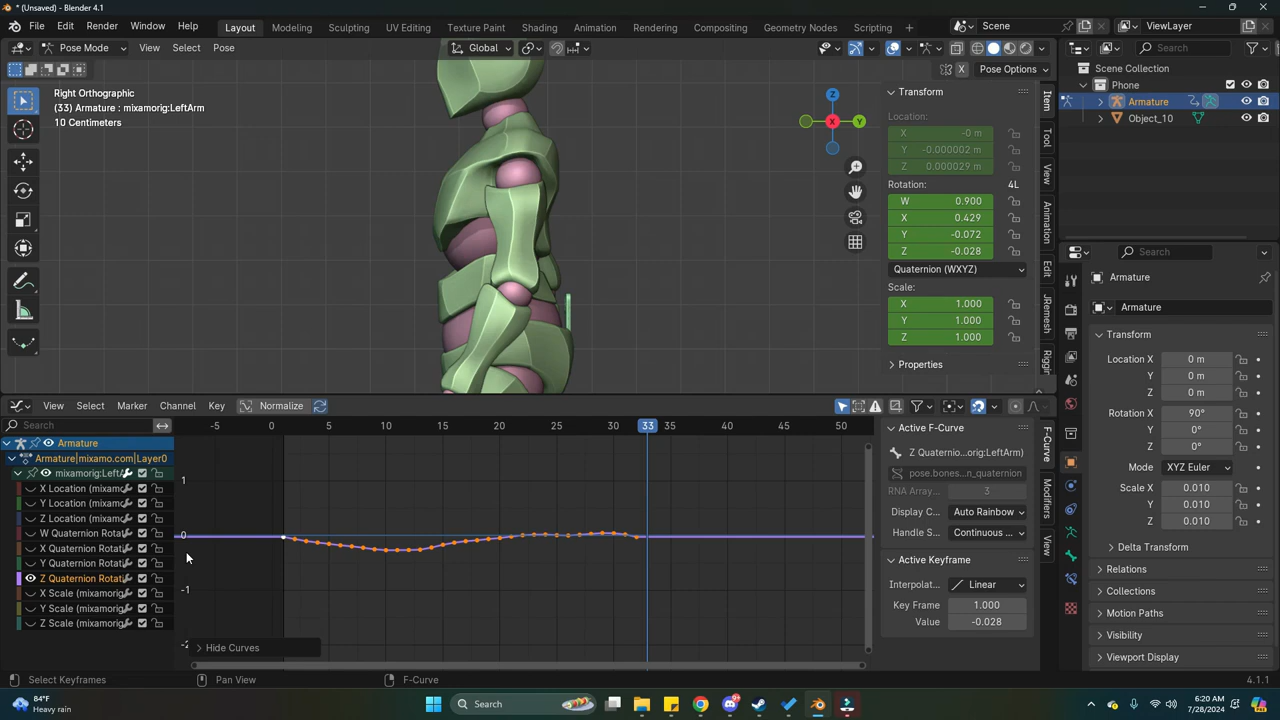 * (Unsaved) - Blender 4.1
File Edit Render Window Help Layout Modeling Sculpting UV Editing Texture Paint Shading Animation Rendering Compositing Geometry Nodes Scripting Scene ViewLayer
Pose Mode View Select Pose Global Search
X Pose Options Scene Collection
Right Orthographic
(33) Armature : mixamorig:LeftArm
10 Centimeters
Transform
Location:
X -0 m
Y -0.000002 m
Z 0.000029 m
Rotation: 4L
W 0.900
X 0.429
Y -0.072
Z -0.028
Quaternion (WXYZ)
Scale:
X 1.000
Y 1.000
Z 1.000
Properties
Item
Tool
View
Animation
Edit
JRemesh
Rigging
Z
X
Y
Phone
Armature
Object_10
Search
Armature
Armature
Transform
Location X 0 m
Y 0 m
Z 0 m
Rotation X 90°
Y 0°
Z 0°
Mode XYZ Euler
Scale X 0.010
Y 0.010
Z 0.010
Delta Transform
Relations
Collections
Motion Paths
Visibility
Viewport Display
View Select Marker Channel Key Normalize
Search
-5 0 5 10 15 20 25 30 33 35 40 45 50
Armature
Armature|mixamo.com|Layer0
mixamorig:LeftA
X Location (mixamo
Y Location (mixamo
Z Location (mixamo
W Quaternion Rotat
X Quaternion Rotati
Y Quaternion Rotati
Z Quaternion Rotati
X Scale (mixamorig
Y Scale (mixamorig
Z Scale (mixamorig
1
0
-1
-2
Hide Curves
Active F-Curve
Z Quaternio...orig:LeftArm)
pose.bones...n_quaternion
RNA Array... 3
Display C... Auto Rainbow
Handle S... Continuous ...
Active Keyframe
Interpolat... Linear
Key Frame 1.000
Value -0.028
F-Curve
Modifiers
View
Select Keyframes Pan View F-Curve 4.1.1
84°F
Heavy rain
Search
6:20 AM
7/28/2024